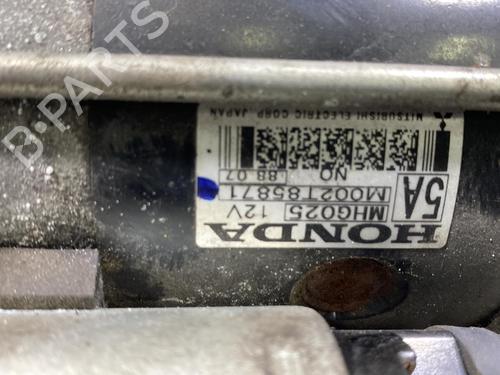 HONDA
5A
MHG025 12V
M002T85871
NO 88 07
MITSUBISHI ELECTRIC CORP JAPAN
B-PARTS